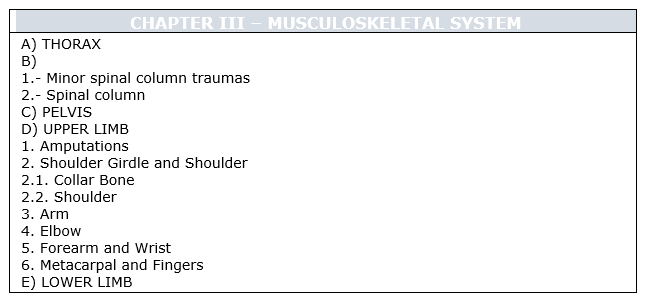 CHAPTER III – MUSCULOSKELETAL SYSTEM
A) THORAX
B)
1.- Minor spinal column traumas
2.- Spinal column
C) PELVIS
D) UPPER LIMB
1. Amputations
2. Shoulder Girdle and Shoulder
2.1. Collar Bone
2.2. Shoulder
3. Arm
4. Elbow
5. Forearm and Wrist
6. Metacarpal and Fingers
E) LOWER LIMB